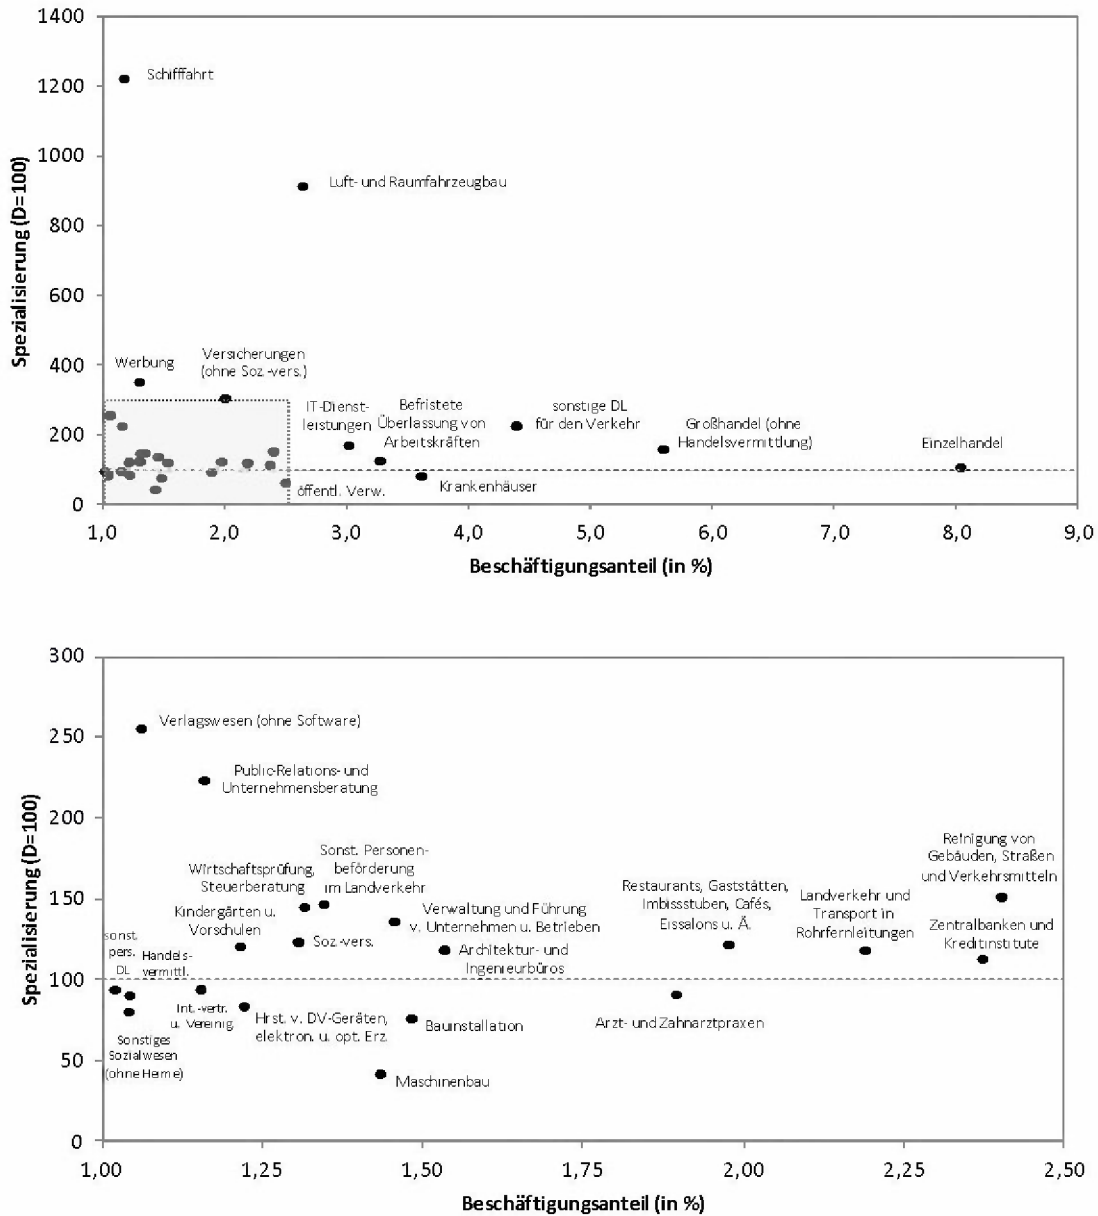 1400
Schifffahrt
1200
1000
Luft- und Raumfahrzeugbau
800
600
400
Werbung
Versicherungen
(ohne Soz.-vers.)
IT-Dienst-
leistungen
Befristete
Überlassung von
Arbeitskräften
sonstige DL
für den Verkehr
Großhandel (ohne
Handelsvermittlung)
Einzelhandel
200
öffentl. Verw.
Krankenhäuser
0
Spezialisierung (D=100)
1,0 2,0 3,0 4,0 5,0 6,0 7,0 8,0 9,0
Beschäftigungsanteil (in %)
300
Verlagswesen (ohne Software)
250
Public-Relations- und
Unternehmensberatung
200
Wirtschaftsprüfung,
Steuerberatung
Sonst. Personen-
beförderung
im Landverkehr
Reinigung von
Gebäuden, Straßen
und Verkehrsmitteln
150
Kindergärten u.
Vorschulen
Soz.-vers.
Verwaltung und Führung
v. Unternehmen u. Betrieben
Architektur- und
Ingenieurbüros
Restaurants, Gaststätten,
Imbissstuben, Cafés,
Eissalons u. Ä.
Landverkehr und
Transport in
Rohrfernleitungen
Zentralbanken und
Kreditinstitute
sonst.
pers.
DL
Handels-
vermittl.
100
Int.-vertr.
u. Vereinig.
Hrst. v. DV-Geräten,
elektron. u. opt. Erz.
Bauinstallation
Arzt- und Zahnarztpraxen
Sonstiges
Sozialwesen
(ohne Heime)
50
Maschinenbau
0
Spezialisierung (D=100)
1,00 1,25 1,50 1,75 2,00 2,25 2,50
Beschäftigungsanteil (in %)